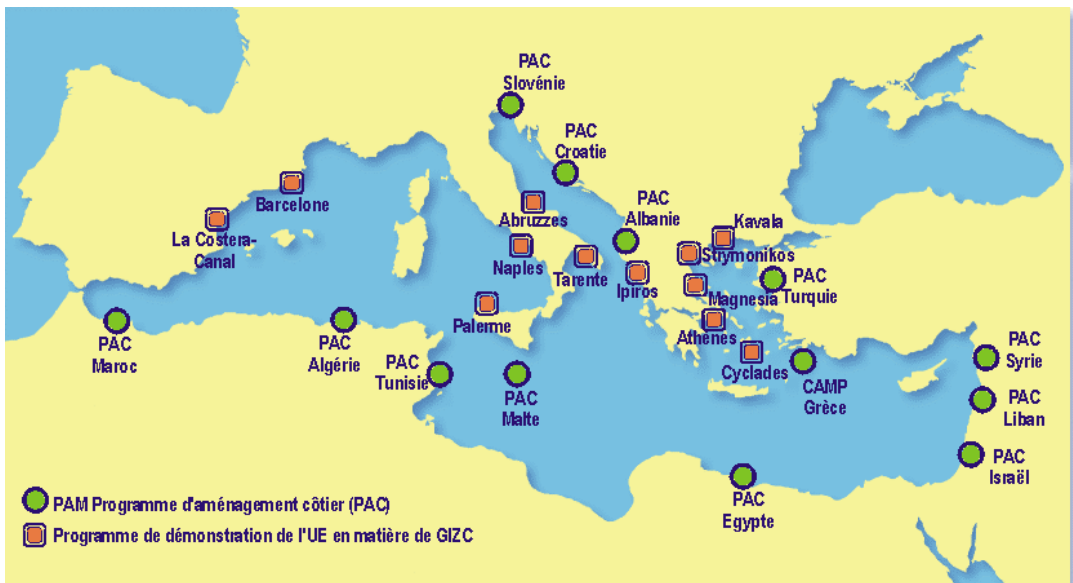 PAC
Slovénie
PAC
Croatie
Barcelone
La Costera-
Canal
Abruzzes
PAC
Albanie
Kavala
Strymonikos
Naples
Tarente
Ipiros
PAC
Turquie
Magnesia
Palerme
Athènes
PAC
Maroc
PAC
Algérie
PAC
Tunisie
PAC
Malte
Cyclades
CAMP
Grèce
PAC
Syrie
PAC
Liban
PAC
Israël
PAC
Egypte
PAM Programme d'aménagement côtier (PAC)
Programme de démonstration de l'UE en matière de GIZC